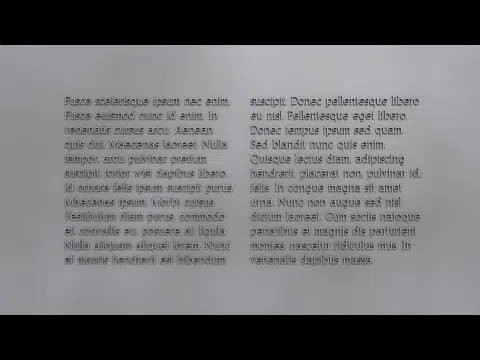 Fusce scelerisque ipsum nec enim.
Fusce euismod nunc id enim. In
venenatis cursus arcu. Aenean
quis dui. Maecenas laoreet. Nulla
tempor, arcu pulvinar pretium
suscipit, tortor wisi dapibus libero,
id ornare felis ipsum suscipit purus.
Maecenas ipsum. Morbi cursus.
Vestibulum diam purus, commodo
et, convallis eu, posuere at, ligula.
Nulla aliquam aliquet lorem. Nunc
et mauris hendrerit est bibendum
suscipit. Donec pellentesque libero
eu nisl. Pellentesque eget libero.
Donec tempus ipsum sed quam.
Sed blandit nunc quis enim.
Quisque lectus diam, adipiscing
hendrerit, placerat non, pulvinar id,
felis. In congue magna sit amet
urna. Nunc non augue sed nisl
dictum laoreet. Cum sociis natoque
penatibus et magnis dis parturient
montes, nascetur ridiculus mus. In
venenatis dapibus massa.